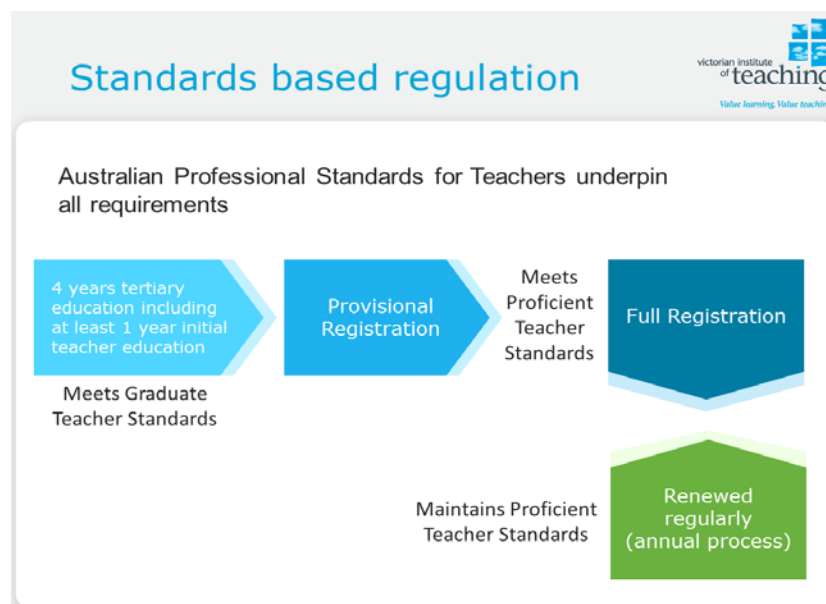 Standards based regulation
victorian institute
of teaching
Value learning. Value teaching
Australian Professional Standards for Teachers underpin
all requirements
4 years tertiary
education including
at least 1 year initial
teacher education
Meets Graduate
Teacher Standards
Provisional
Registration
Meets
Proficient
Teacher
Standards
Full Registration
Maintains Proficient
Teacher Standards
Renewed
regularly
(annual process)